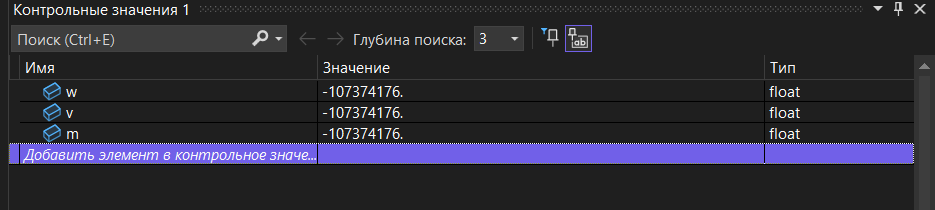 Контрольные значения 1
Поиск (Ctrl+E) Глубина поиска: 3
Имя Значение Тип
w -107374176. float
v -107374176. float
m -107374176. float
Добавить элемент в контрольное значе...